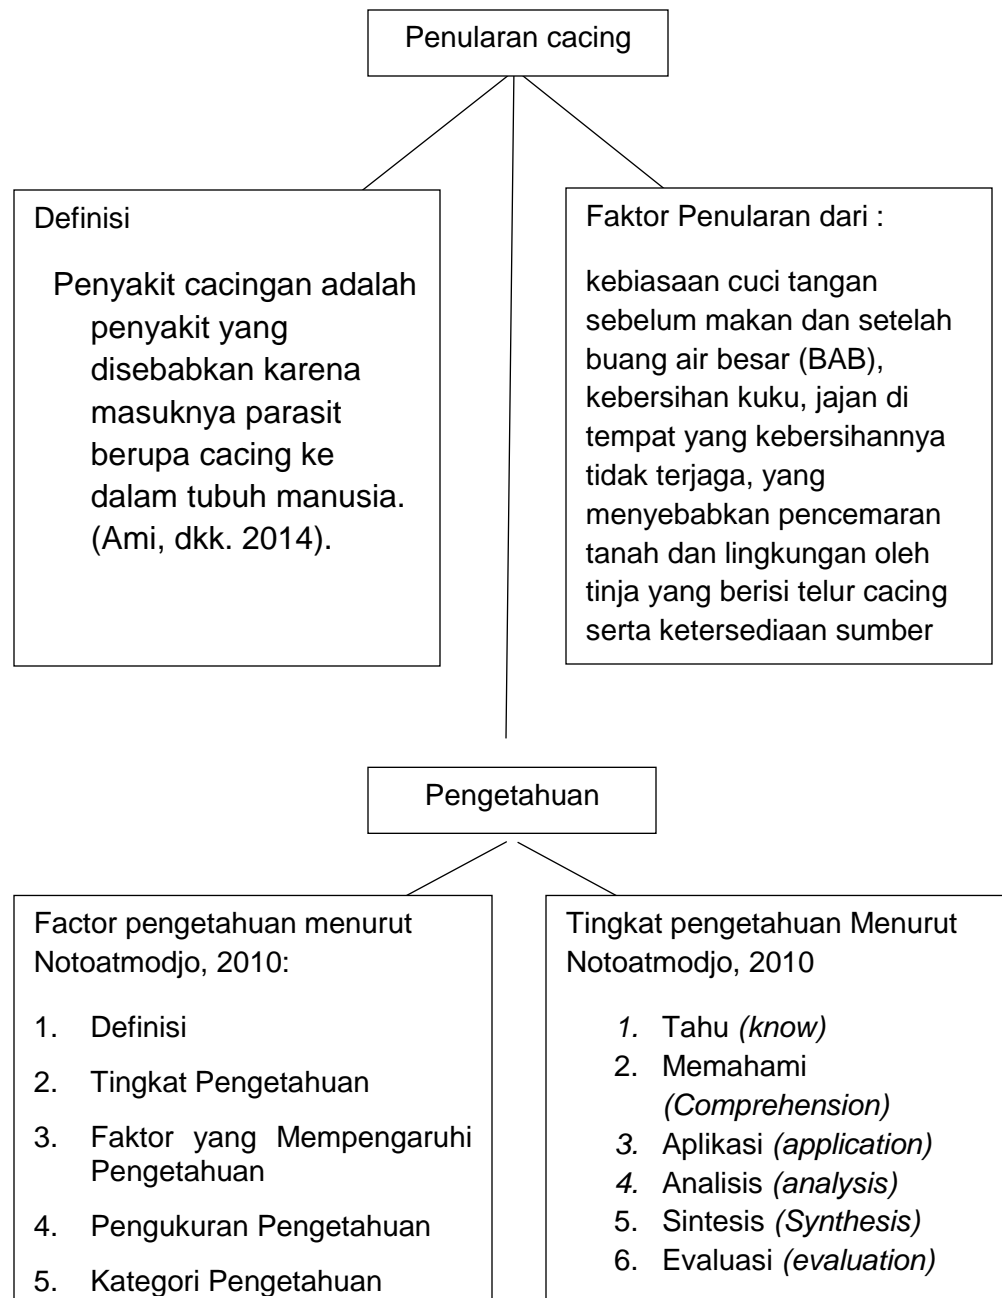 Penularan cacing
Definisi
Penyakit cacingan adalah
penyakit yang
disebabkan karena
masuknya parasit
berupa cacing ke
dalam tubuh manusia.
(Ami, dkk. 2014).
Faktor Penularan dari :
kebiasaan cuci tangan
sebelum makan dan setelah
buang air besar (BAB),
kebersihan kuku, jajan di
tempat yang kebersihannya
tidak terjaga, yang
menyebabkan pencemaran
tanah dan lingkungan oleh
tinja yang berisi telur cacing
serta ketersediaan sumber
Pengetahuan
Factor pengetahuan menurut
Notoatmodjo, 2010:
1. Definisi
2. Tingkat Pengetahuan
3. Faktor yang Mempengaruhi
Pengetahuan
4. Pengukuran Pengetahuan
5. Kategori Pengetahuan
Tingkat pengetahuan Menurut
Notoatmodjo, 2010
1. Tahu (know)
2. Memahami
(Comprehension)
3. Aplikasi (application)
4. Analisis (analysis)
5. Sintesis (Synthesis)
6. Evaluasi (evaluation)